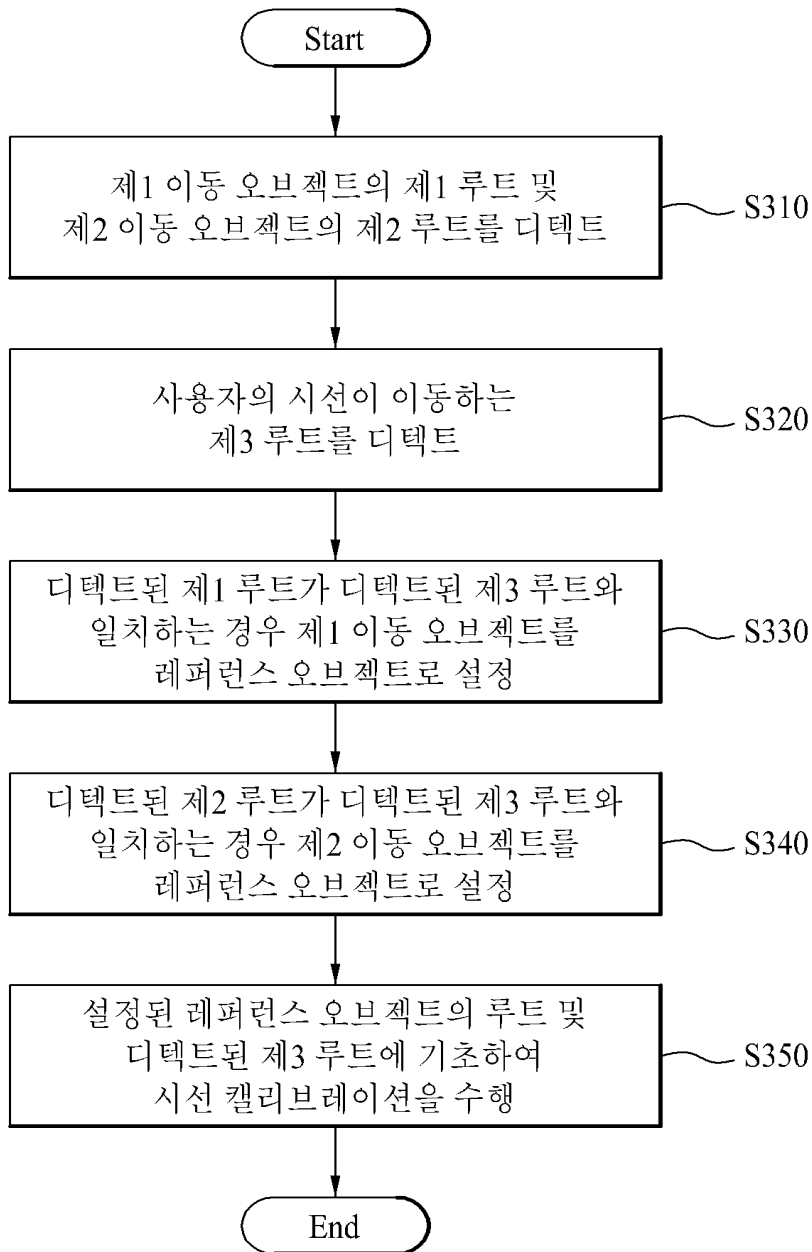 Start
제1 이동 오브젝트의 제1 루트 및
제2 이동 오브젝트의 제2 루트를 디텍트
S310
사용자의 시선이 이동하는
제3 루트를 디텍트
S320
디텍트된 제1 루트가 디텍트된 제3 루트와
일치하는 경우 제1 이동 오브젝트를
레퍼런스 오브젝트로 설정
S330
디텍트된 제2 루트가 디텍트된 제3 루트와
일치하는 경우 제2 이동 오브젝트를
레퍼런스 오브젝트로 설정
S340
설정된 레퍼런스 오브젝트의 루트 및
디텍트된 제3 루트에 기초하여
시선 캘리브레이션을 수행
S350
End